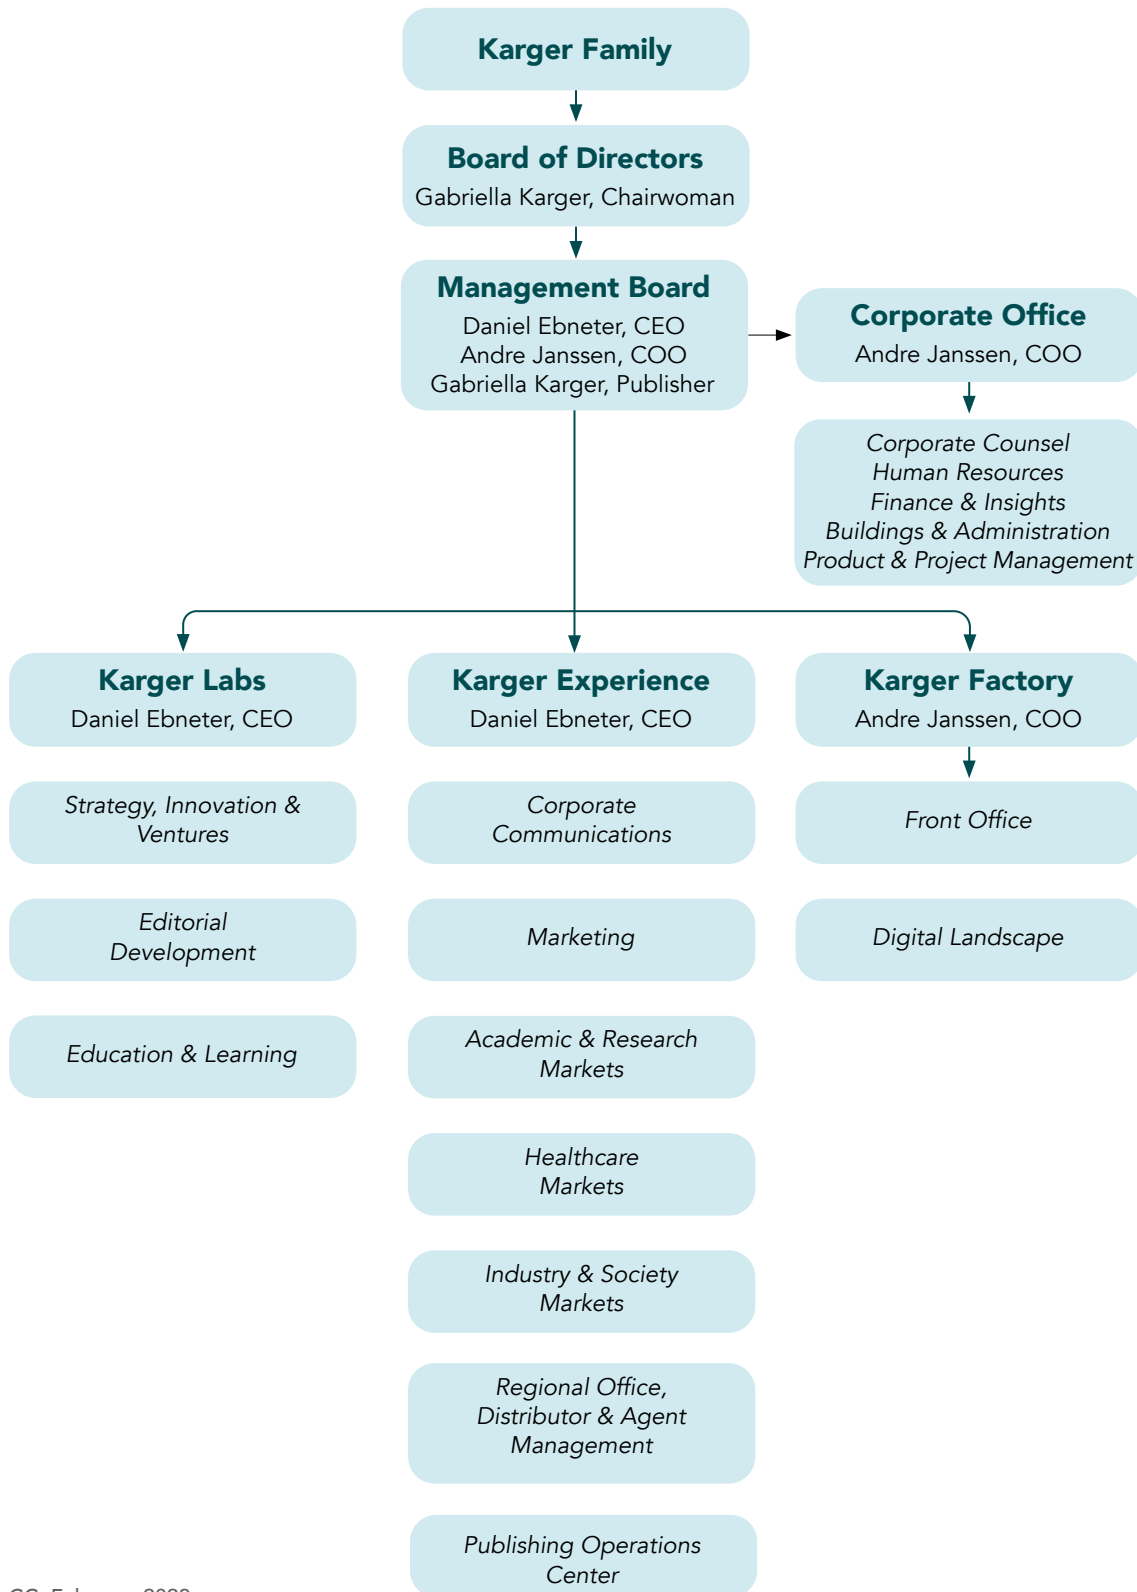 Karger Family
Board of Directors
Gabriella Karger, Chairwoman
Management Board
Daniel Ebneter, CEO
Andre Janssen, COO
Gabriella Karger, Publisher
Corporate Office
Andre Janssen, COO
Corporate Counsel
Human Resources
Finance & Insights
Buildings & Administration
Product & Project Management
Karger Labs
Daniel Ebneter, CEO
Strategy, Innovation &
Ventures
Editorial
Development
Education & Learning
Karger Experience
Daniel Ebneter, CEO
Corporate
Communications
Marketing
Academic & Research
Markets
Healthcare
Markets
Industry & Society
Markets
Regional Office,
Distributor & Agent
Management
Publishing Operations
Center
Karger Factory
Andre Janssen, COO
Front Office
Digital Landscape